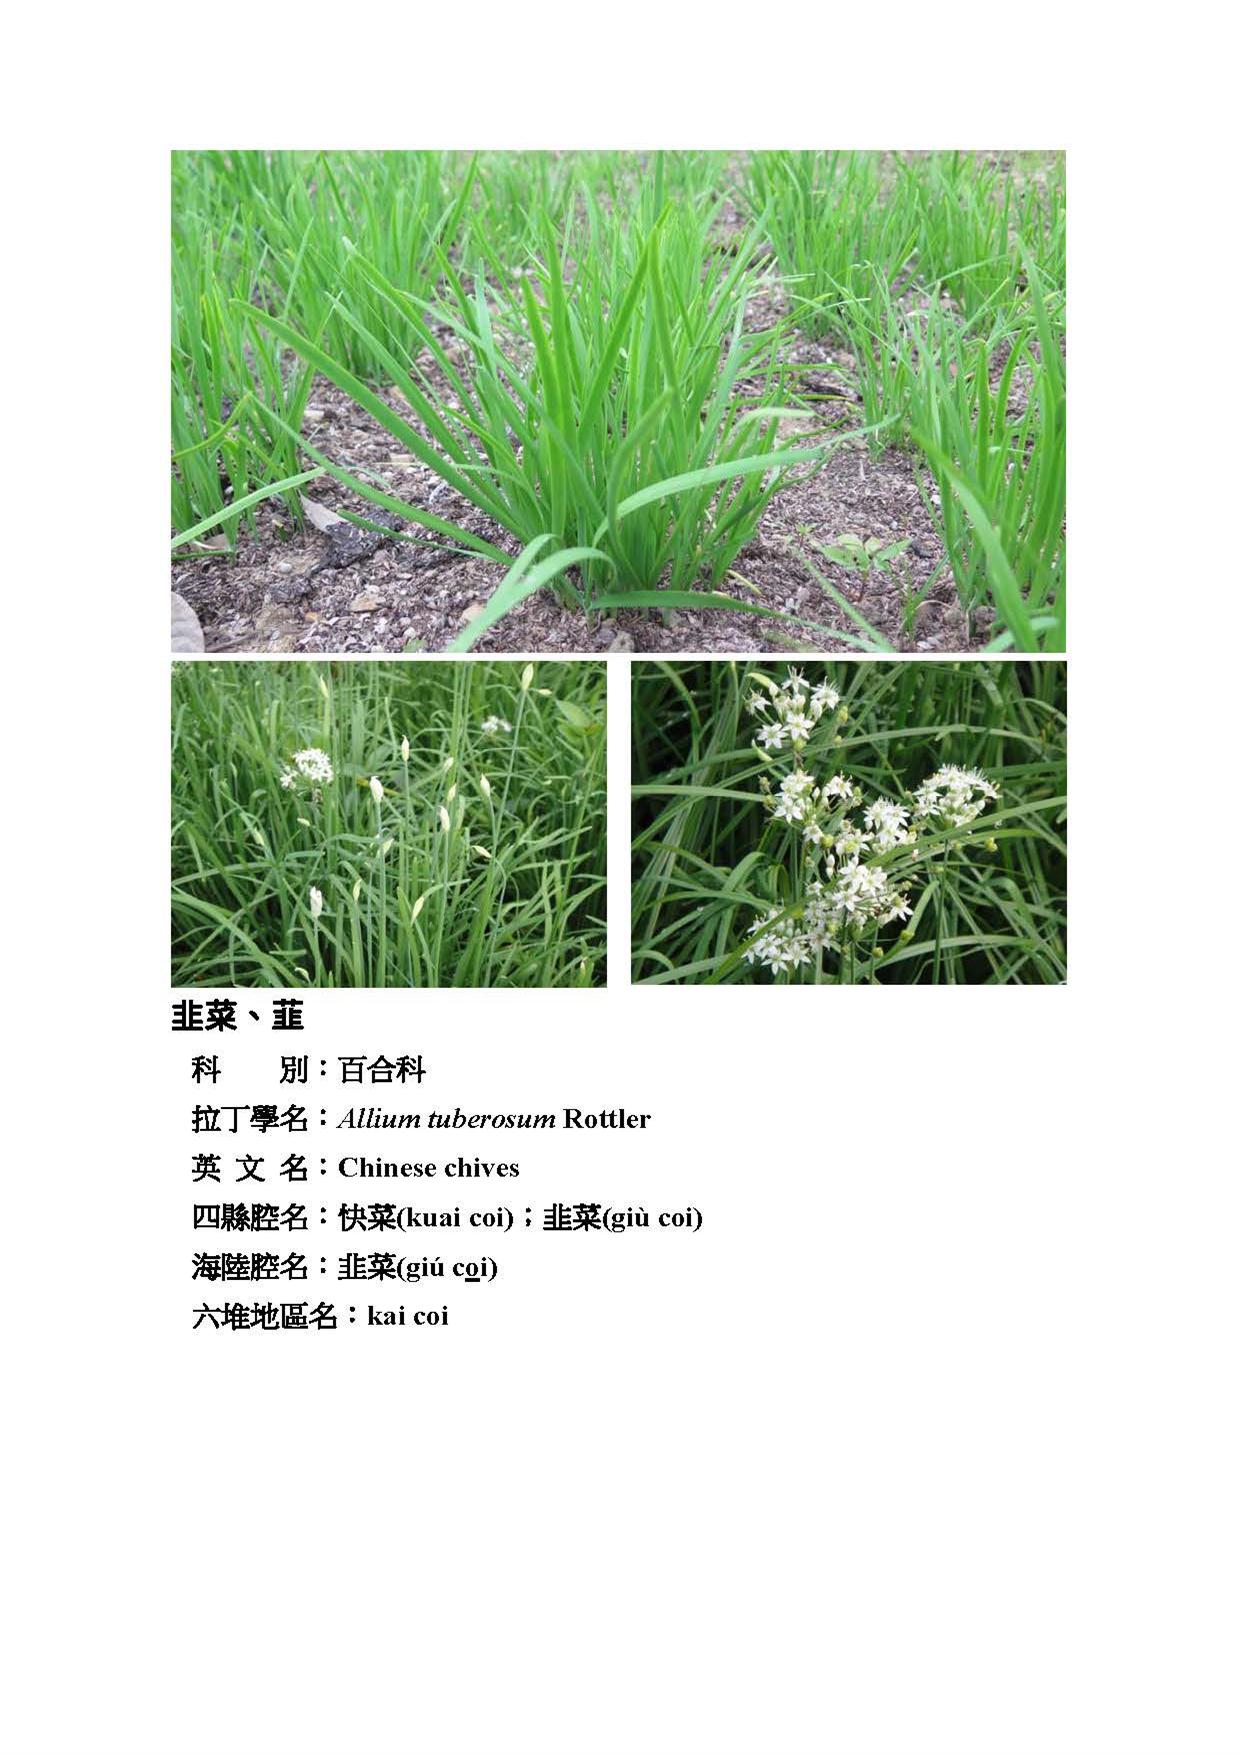 韭菜、韮
科　　別：百合科
拉丁學名：Allium tuberosum Rottler
英 文 名：Chinese chives
四縣腔名：快菜(kuai coi)；韭菜(giù coi)
海陸腔名：韭菜(giú co̲i)
六堆地區名：kai coi